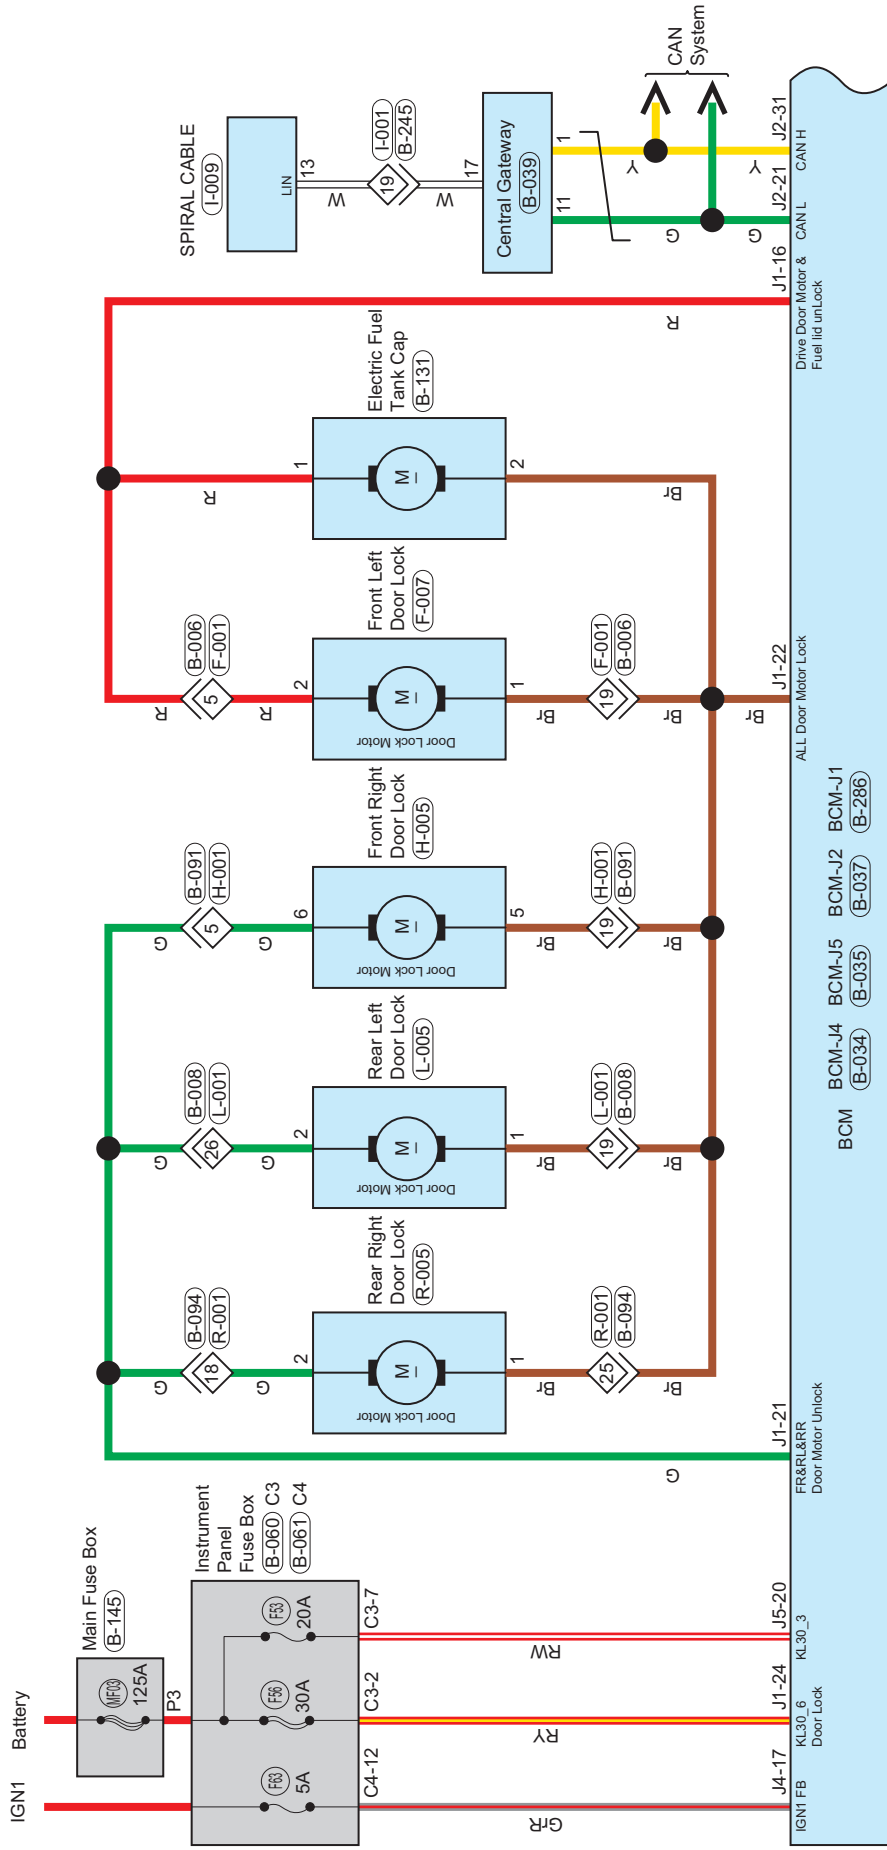 IGN1
Battery
Main Fuse Box
B-145
MF03
125A
P3
Instrument
Panel
Fuse Box
B-060 C3
B-061 C4
F63
5A
F56
30A
F53
20A
C4-12
C3-2
C3-7
GrR
RY
RW
J4-17
J1-24
J5-20
IGN1 FB
KL30_6
Door Lock
KL30_3
G
J1-21
FR&RL&RR
Door Motor Unlock
G
18
B-094
R-001
G
2
Rear Right
Door Lock
R-005
Door Lock Motor
M
1
Br
25
R-001
B-094
Br
G
26
B-008
L-001
G
2
Rear Left
Door Lock
L-005
Door Lock Motor
M
1
Br
19
L-001
B-008
Br
G
5
B-091
H-001
G
6
Front Right
Door Lock
H-005
Door Lock Motor
M
5
Br
19
H-001
B-091
Br
R
5
B-006
F-001
R
2
Front Left
Door Lock
F-007
Door Lock Motor
M
1
Br
19
F-001
B-006
Br
Br
J1-22
ALL Door Motor Lock
R
1
Electric Fuel
Tank Cap
B-131
M
2
Br
R
J1-16
Drive Door Motor &
Fuel lid unLock
SPIRAL CABLE
I-009
LIN
13
W
19
I-001
B-245
W
17
Central Gateway
B-039
11
1
G
Y
G
Y
CAN
System
J2-21
J2-31
CAN L
CAN H
BCM
BCM-J4
B-034
BCM-J5
B-035
BCM-J2
B-037
BCM-J1
B-286